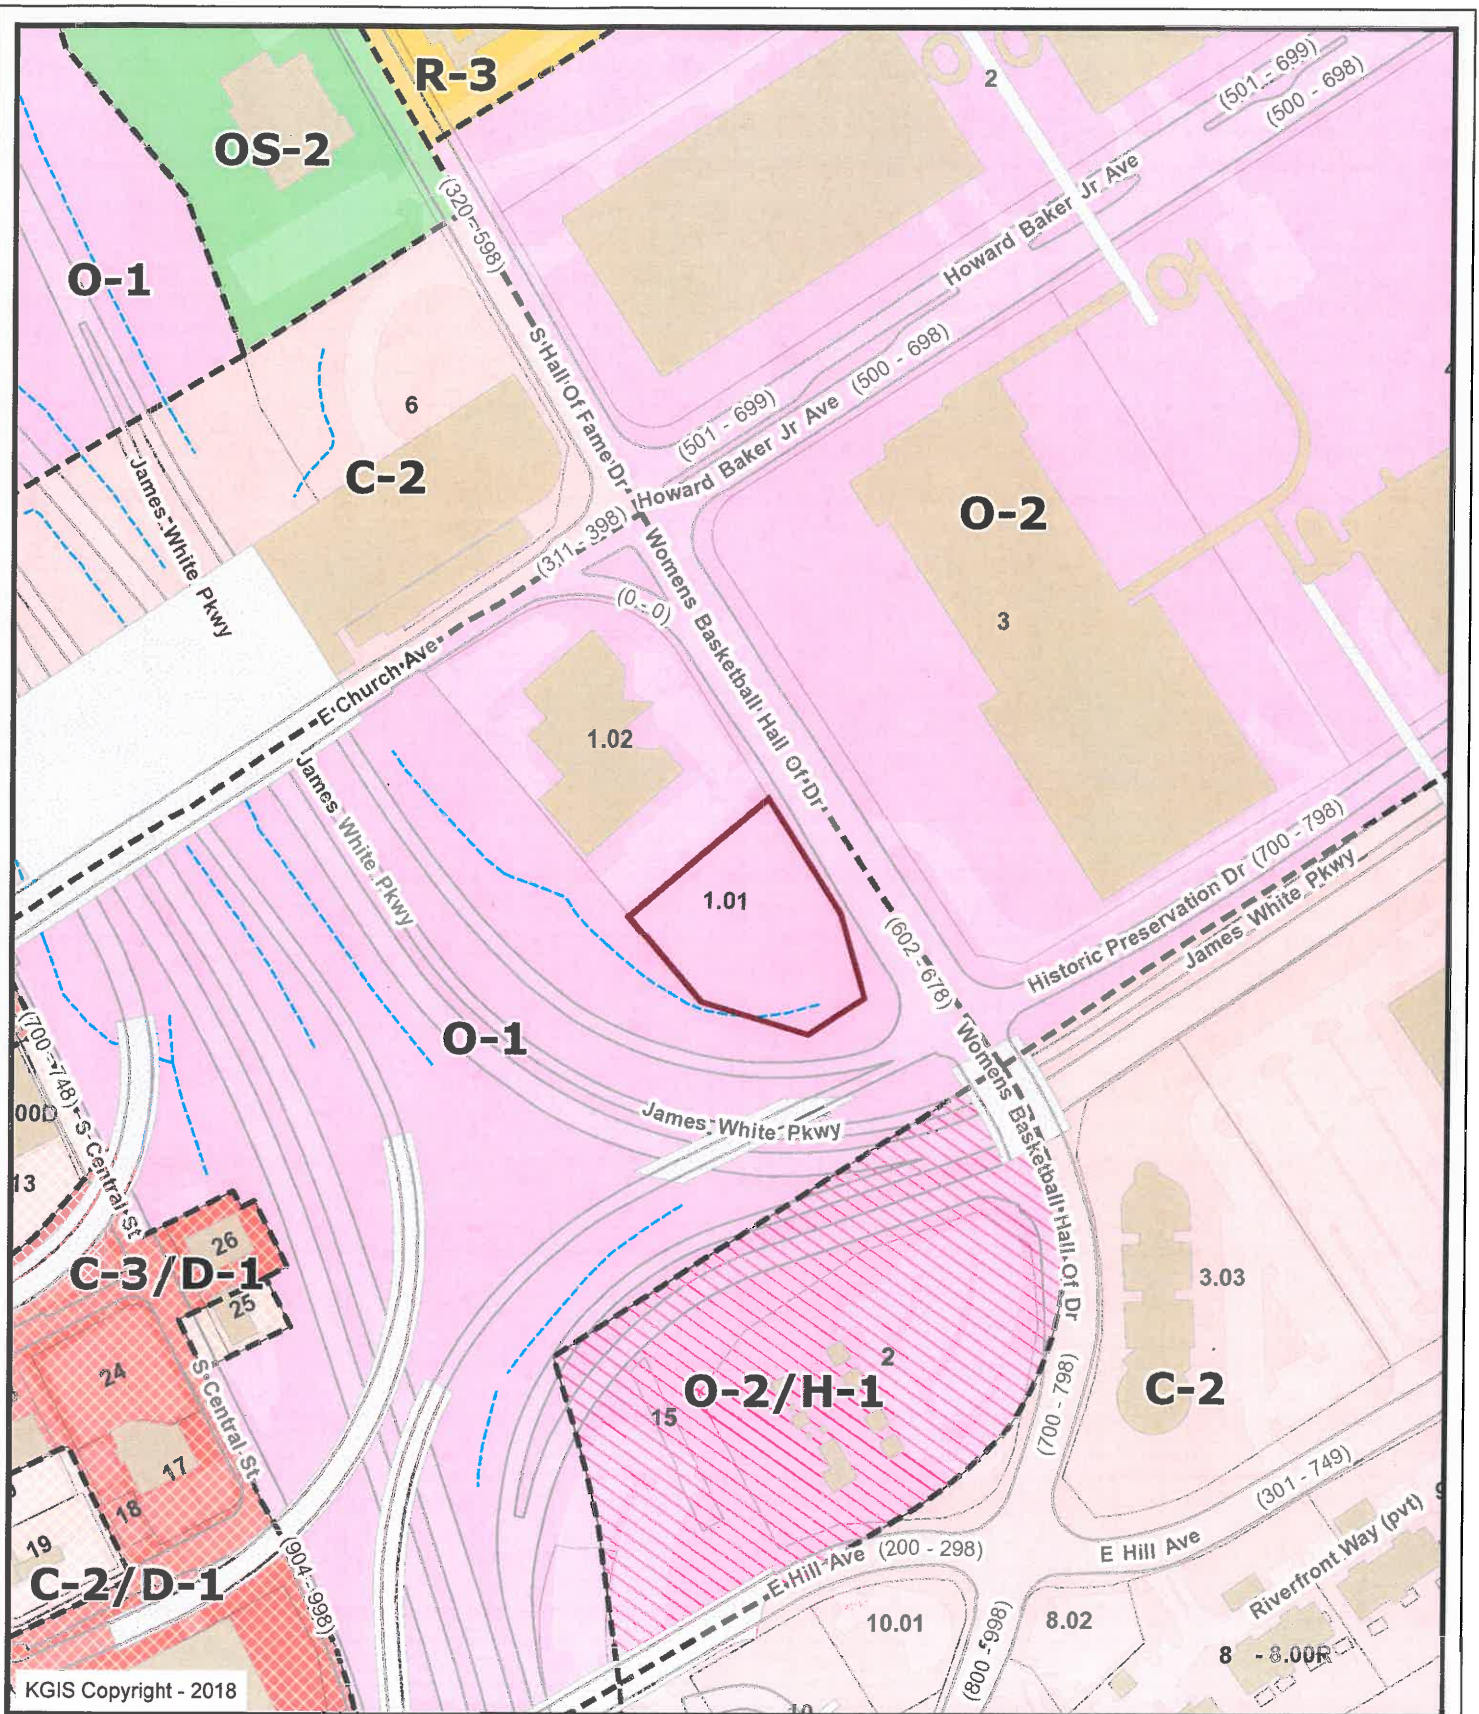 R-3
2
(501 - 699)
(500 - 698)
OS-2
Howard Baker Jr Ave
(320 - 598)
O-1
S Hall Of Fame Dr
(500 - 698)
6
(501 - 699)
Howard Baker Jr Ave
C-2
James White Pkwy
O-2
(311 - 398)
(0 - 0)
Womens Basketball Hall Of Dr
3
E Church Ave
1.02
James White Pkwy
(700 - 798)
Historic Preservation Dr
James White Pkwy
1.01
(602 - 678)
O-1
(700 - 748)
S Central St
00D
James White Pkwy
Womens Basketball Hall Of Dr
13
26
C-3/D-1
25
3.03
24
S Central St
2
O-2/H-1
C-2
15
(700 - 798)
17
18
(301 - 749)
19
E Hill Ave
(200 - 298)
E Hill Ave
Riverfront Way (pvt)
C-2/D-1
(904 - 998)
10.01
8.02
(800 - 998)
8 - 8.00R
KGIS Copyright - 2018
10